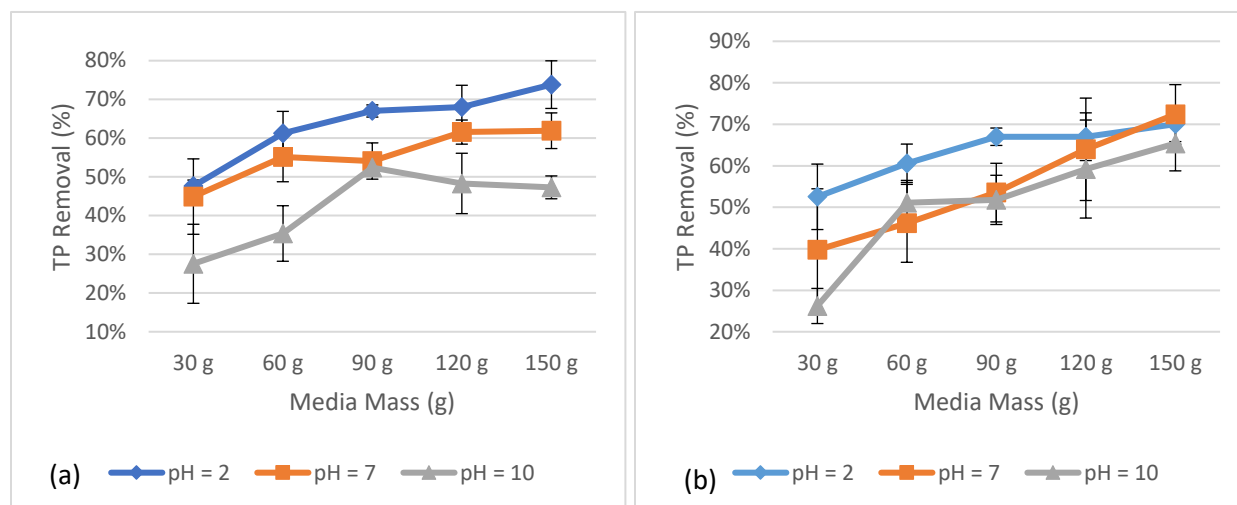 80%
70%
60%
50%
40%
30%
20%
10%
TP Removal (%)
30 g 60 g 90 g 120 g 150 g
Media Mass (g)
(a) pH = 2 pH = 7 pH = 10
90%
80%
70%
60%
50%
40%
30%
20%
TP Removal (%)
30 g 60 g 90 g 120 g 150 g
Media Mass (g)
(b) pH = 2 pH = 7 pH = 10